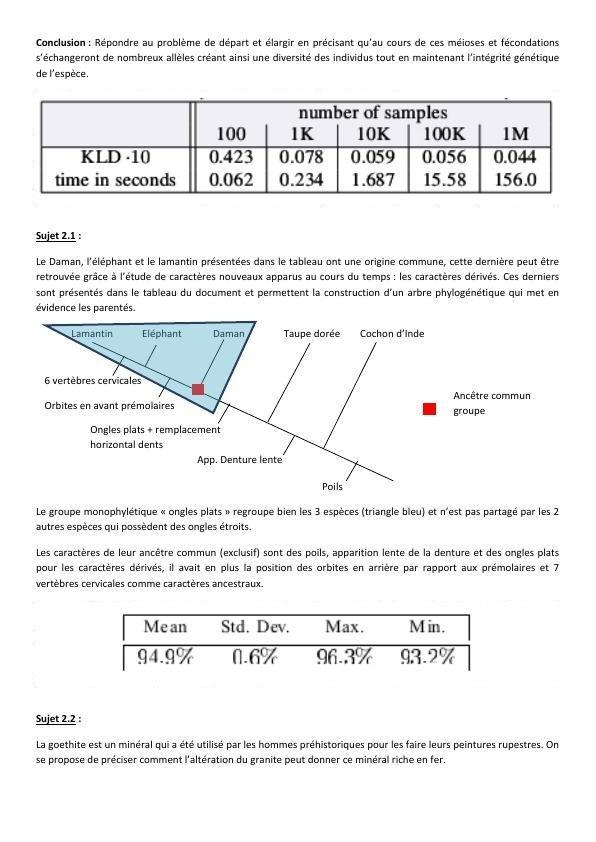 Conclusion : Répondre au problème de départ et élargir en précisant qu'au cours de ces méioses et fécondations
s'échangeront de nombreux allèles créant ainsi une diversité des individus tout en maintenant l'intégrité génétique
de l'espèce.
number of samples
100 1K 10K 100K 1M
KLD ·10 0.423 0.078 0.059 0.056 0.044
time in seconds 0.062 0.234 1.687 15.58 156.0
Sujet 2.1 :
Le Daman, l'éléphant et le lamantin présentées dans le tableau ont une origine commune, cette dernière peut être
retrouvée grâce à l'étude de caractères nouveaux apparus au cours du temps : les caractères dérivés. Ces derniers
sont présentés dans le tableau du document et permettent la construction d'un arbre phylogénétique qui met en
évidence les parentés.
Lamantin Eléphant Daman Taupe dorée Cochon d'Inde
6 vertèbres cervicales
Orbites en avant prémolaires
Ancêtre commun
groupe
Ongles plats + remplacement
horizontal dents
App. Denture lente
Poils
Le groupe monophylétique « ongles plats » regroupe bien les 3 espèces (triangle bleu) et n'est pas partagé par les 2
autres espèces qui possèdent des ongles étroits.
Les caractères de leur ancêtre commun (exclusif) sont des poils, apparition lente de la denture et des ongles plats
pour les caractères dérivés, il avait en plus la position des orbites en arrière par rapport aux prémolaires et 7
vertèbres cervicales comme caractères ancestraux.
Mean Std. Dev. Max. Min.
94.9% 0.6% 96.3% 93.2%
Sujet 2.2 :
La goethite est un minéral qui a été utilisé par les hommes préhistoriques pour les faire leurs peintures rupestres. On
se propose de préciser comment l'altération du granite peut donner ce minéral riche en fer.